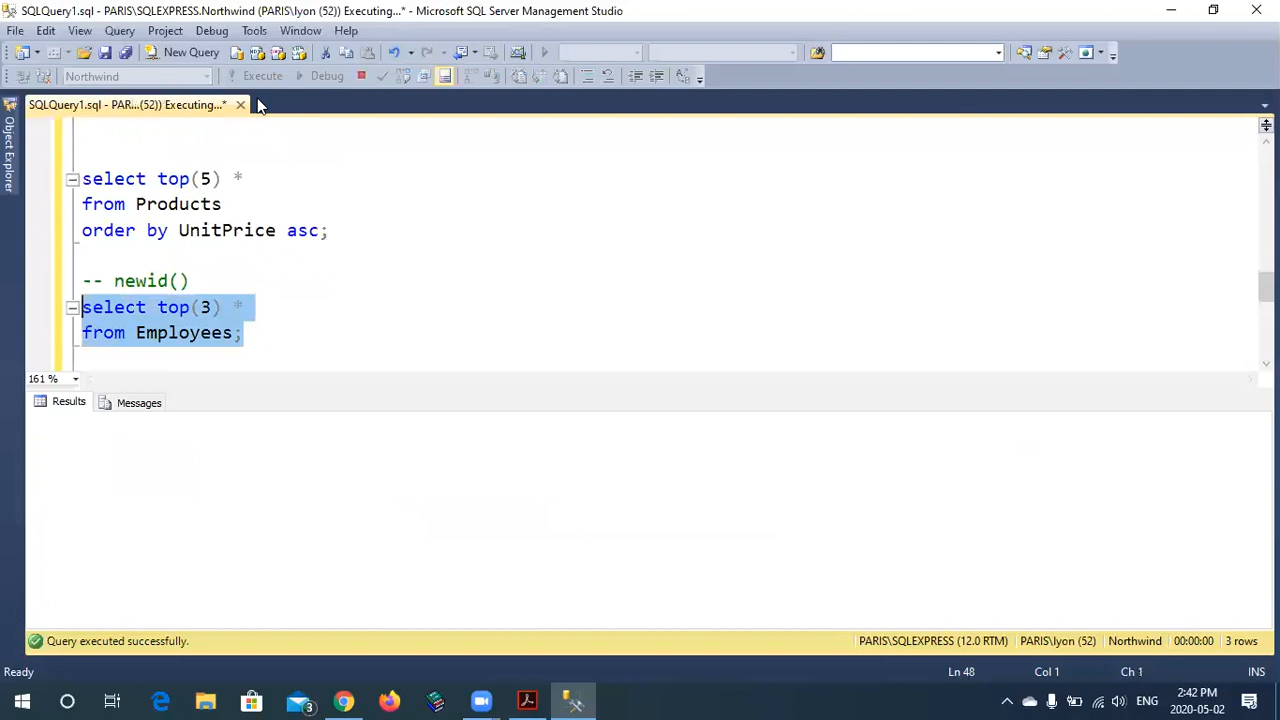 SQLQuery1.sql - PARIS\SQLEXPRESS.Northwind (PARIS\lyon (52)) Executing...* - Microsoft SQL Server Management Studio
File Edit View Query Project Debug Tools Window Help
New Query
Northwind Execute Debug
SQLQuery1.sql - PAR...(52)) Executing...*
Object Explorer
select top(5) *
from Products
order by UnitPrice asc;
-- newid()
select top(3) *
from Employees;
161 %
Results Messages
Query executed successfully. PARIS\SQLEXPRESS (12.0 RTM) PARIS\lyon (52) Northwind 00:00:00 3 rows
Ready Ln 48 Col 1 Ch 1 INS
3 ENG 2:42 PM
2020-05-02